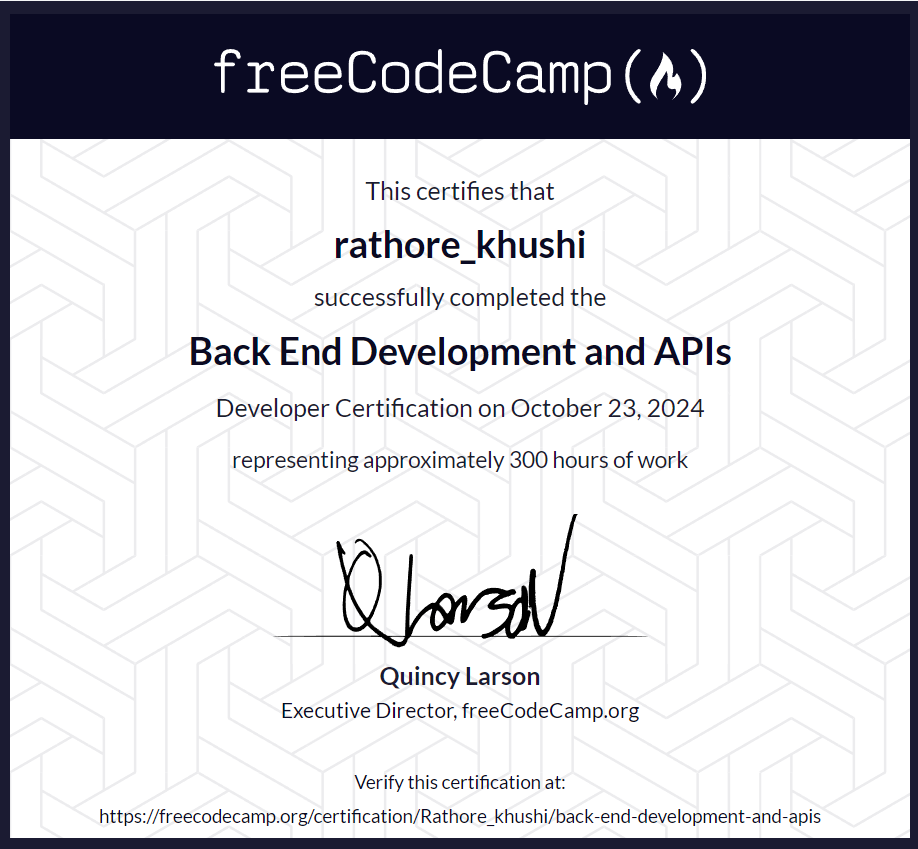 freeCodeCamp(🔥)
This certifies that
rathore_khushi
successfully completed the
Back End Development and APIs
Developer Certification on October 23, 2024
representing approximately 300 hours of work
Quincy Larson
Executive Director, freeCodeCamp.org
Verify this certification at:
https://freecodecamp.org/certification/Rathore_khushi/back-end-development-and-apis